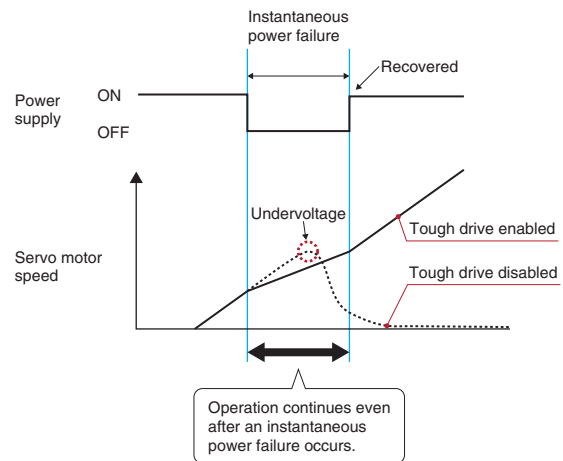 Instantaneous
power failure
Recovered
Power
supply
ON
OFF
Undervoltage
Tough drive enabled
Servo motor
speed
Tough drive disabled
Operation continues even
after an instantaneous
power failure occurs.